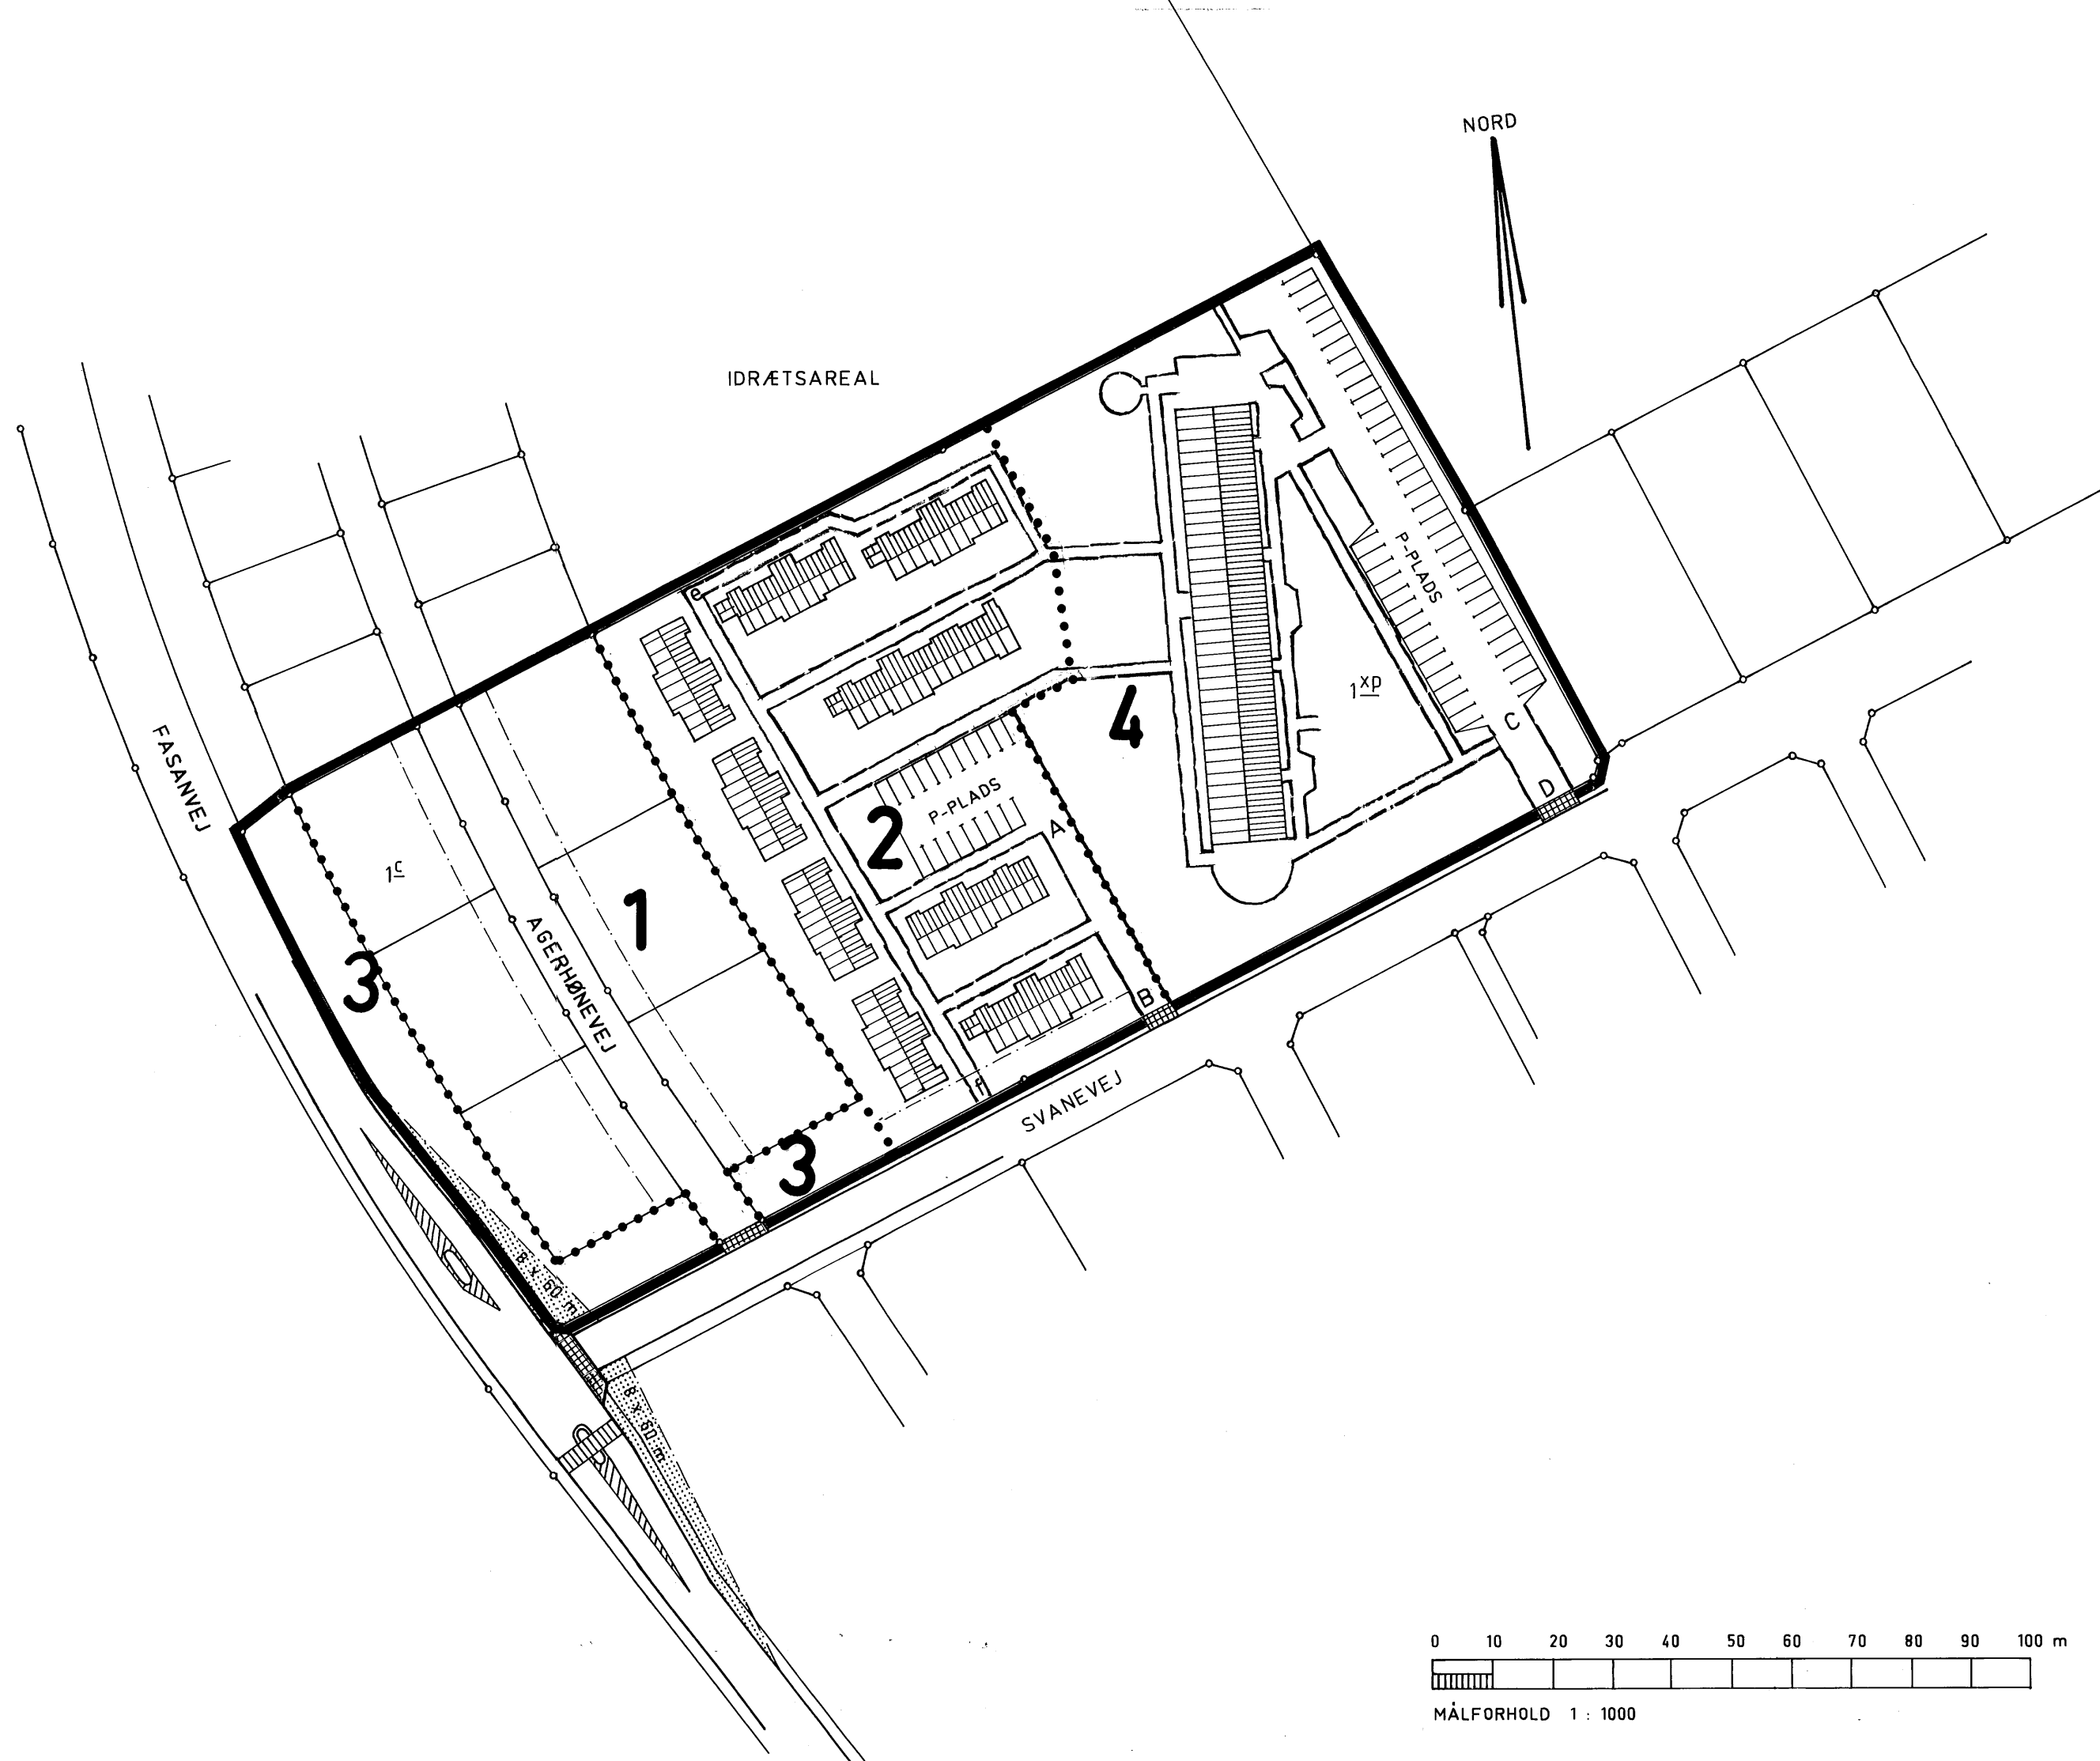 NORD
IDRÆTSAREAL
FASANVEJ
e
P-PLADS
1xp
4
C
D
P-PLADS
2
A
1c
1
AGERHØNEVEJ
3
B
f
SVANEVEJ
3
8 x 60 m
8 x 60 m
0 10 20 30 40 50 60 70 80 90 100 m
MÅLFORHOLD 1 : 1000